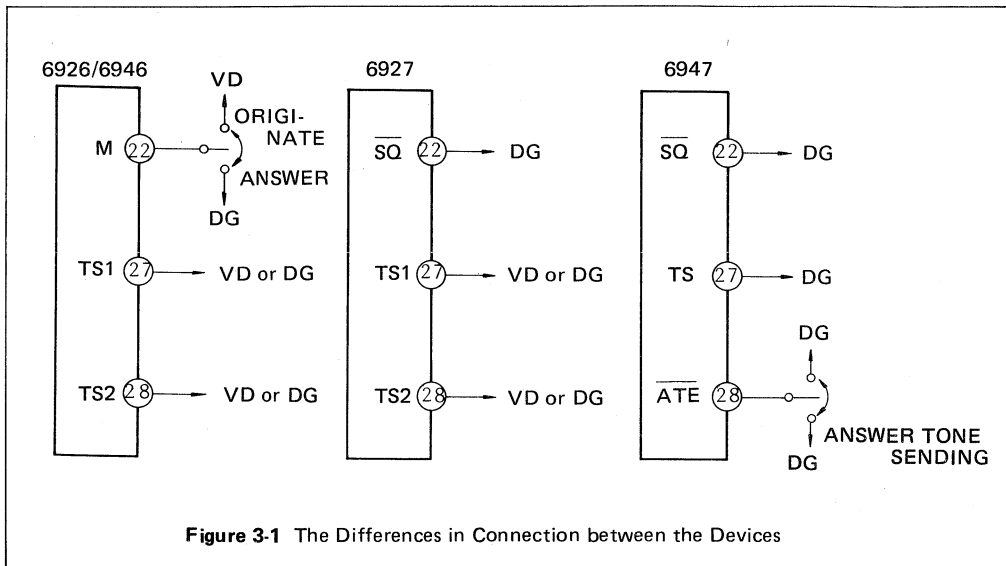 6926/6946
VD
ORIGI-
NATE
M 22
ANSWER
DG
TS1 27 VD or DG
TS2 28 VD or DG
6927
SQ 22 DG
TS1 27 VD or DG
TS2 28 VD or DG
6947
SQ 22 DG
TS 27 DG
DG
ATE 28
ANSWER TONE
SENDING
DG
Figure 3-1 The Differences in Connection between the Devices